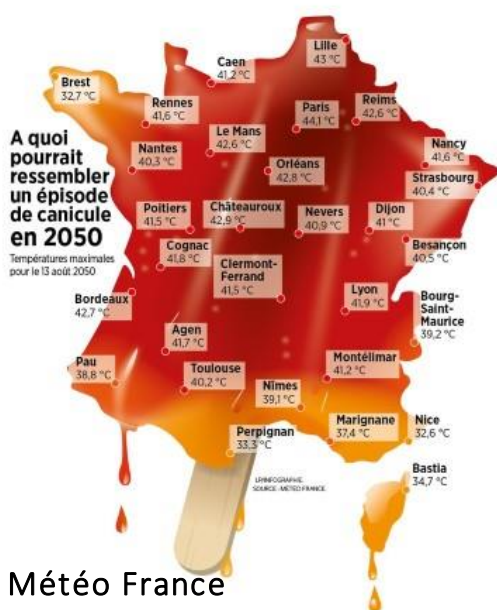 Caen
41,2 °C
Lille
43 °C
Brest
32,7 °C
Rennes
41,6 °C
Paris
44,1 °C
Reims
42,6 °C
A quoi
pourrait
ressembler
un épisode
de canicule
en 2050
Températures maximales
pour le 13 août 2050
Le Mans
42,6 °C
Nantes
40,3 °C
Orléans
42,8 °C
Nancy
41,6 °C
Strasbourg
40,4 °C
Poitiers
41,5 °C
Châteauroux
42,9 °C
Nevers
40,9 °C
Dijon
41 °C
Besançon
40,5 °C
Cognac
41,8 °C
Clermont-
Ferrand
41,5 °C
Bordeaux
42,7 °C
Lyon
41,9 °C
Bourg-
Saint-
Maurice
39,2 °C
Agen
41,7 °C
Pau
38,8 °C
Toulouse
40,2 °C
Montélimar
41,2 °C
Nîmes
39,1 °C
Perpignan
33,3 °C
Marignane
37,4 °C
Nice
32,6 °C
Bastia
34,7 °C
LP/INFOGRAPHIE.
SOURCE : MÉTÉO FRANCE.
Météo France